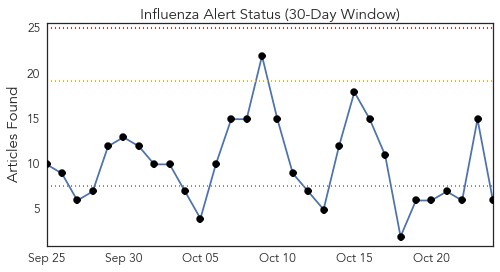 Influenza Alert Status (30-Day Window)
Articles Found
25
20
15
10
5
Sep 25 Sep 30 Oct 05 Oct 10 Oct 15 Oct 20